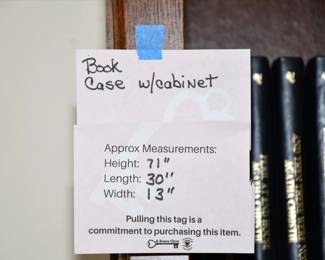 Book
Case w/cabinet
Approx Measurements:
Height: 71"
Length: 30"
Width: 13"
Pulling this tag is a
commitment to purchasing this item.